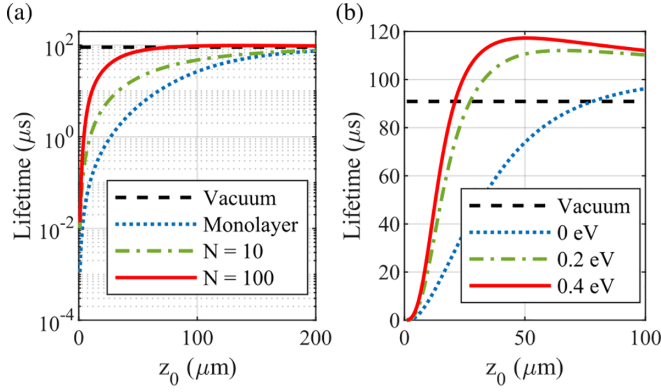 (a)
(b)
Lifetime (μs)
10²
10⁰
10⁻²
10⁻⁴
Vacuum
Monolayer
N = 10
N = 100
0
100
200
z₀ (μm)
Lifetime (μs)
120
100
80
60
40
20
0
Vacuum
0 eV
0.2 eV
0.4 eV
0
50
100
z₀ (μm)